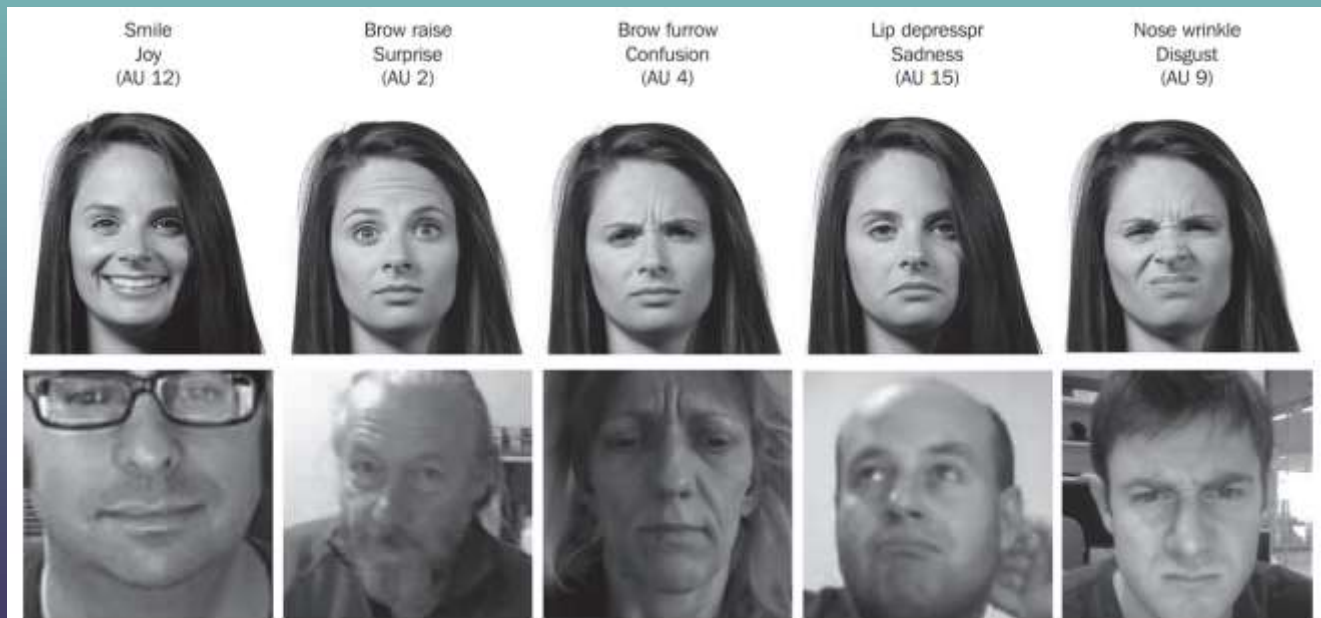 Smile
Joy
(AU 12)
Brow raise
Surprise
(AU 2)
Brow furrow
Confusion
(AU 4)
Lip depresspr
Sadness
(AU 15)
Nose wrinkle
Disgust
(AU 9)